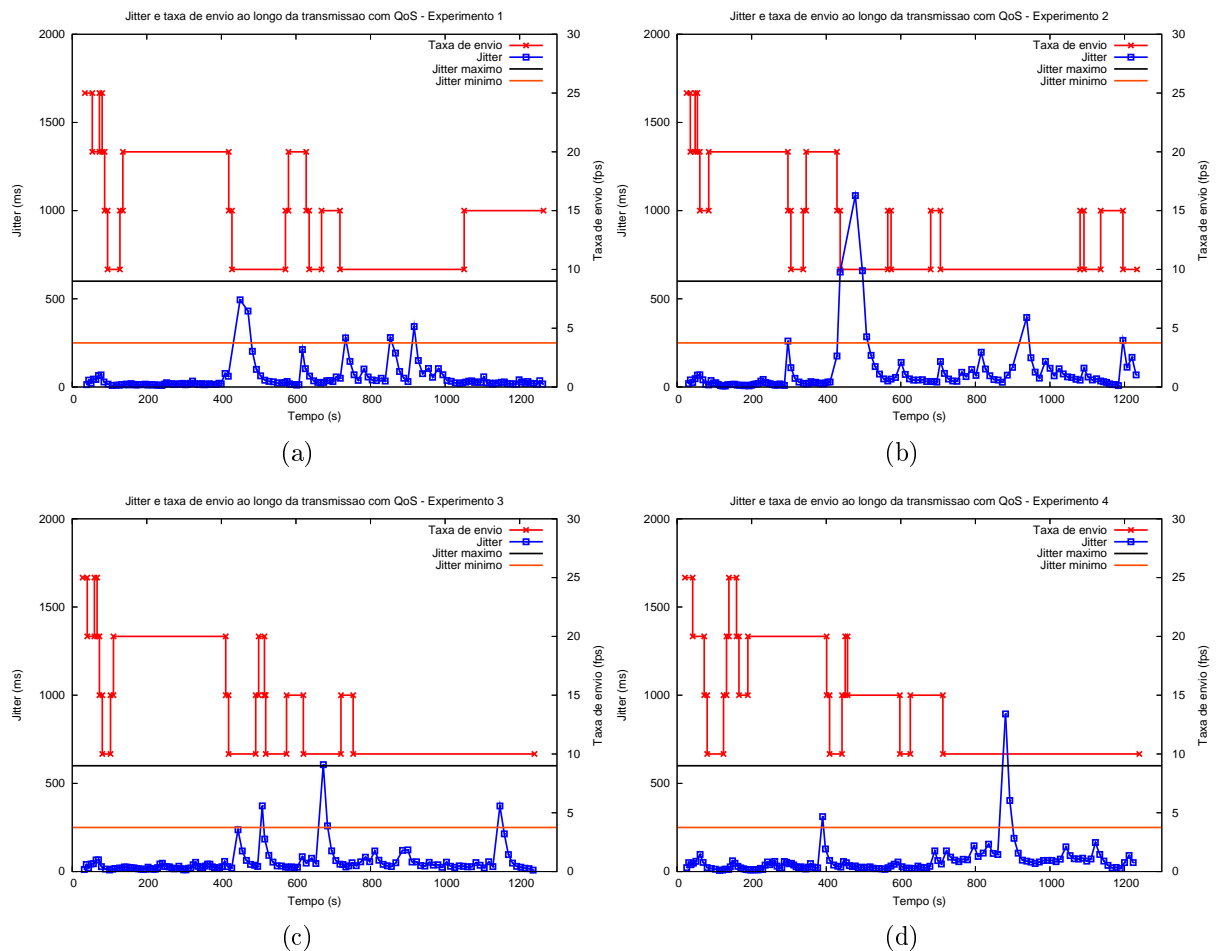 Jitter e taxa de envio ao longo da transmissao com QoS - Experimento 1
2000
1500
1000
500
0
Jitter (ms)
30
25
20
15
10
5
0
Taxa de envio (fps)
Taxa de envio
Jitter
Jitter maximo
Jitter minimo
0 200 400 600 800 1000 1200
Tempo (s)
(a)
Jitter e taxa de envio ao longo da transmissao com QoS - Experimento 2
2000
1500
1000
500
0
Jitter (ms)
30
25
20
15
10
5
0
Taxa de envio (fps)
Taxa de envio
Jitter
Jitter maximo
Jitter minimo
0 200 400 600 800 1000 1200
Tempo (s)
(b)
Jitter e taxa de envio ao longo da transmissao com QoS - Experimento 3
2000
1500
1000
500
0
Jitter (ms)
30
25
20
15
10
5
0
Taxa de envio (fps)
Taxa de envio
Jitter
Jitter maximo
Jitter minimo
0 200 400 600 800 1000 1200
Tempo (s)
(c)
Jitter e taxa de envio ao longo da transmissao com QoS - Experimento 4
2000
1500
1000
500
0
Jitter (ms)
30
25
20
15
10
5
0
Taxa de envio (fps)
Taxa de envio
Jitter
Jitter maximo
Jitter minimo
0 200 400 600 800 1000 1200
Tempo (s)
(d)